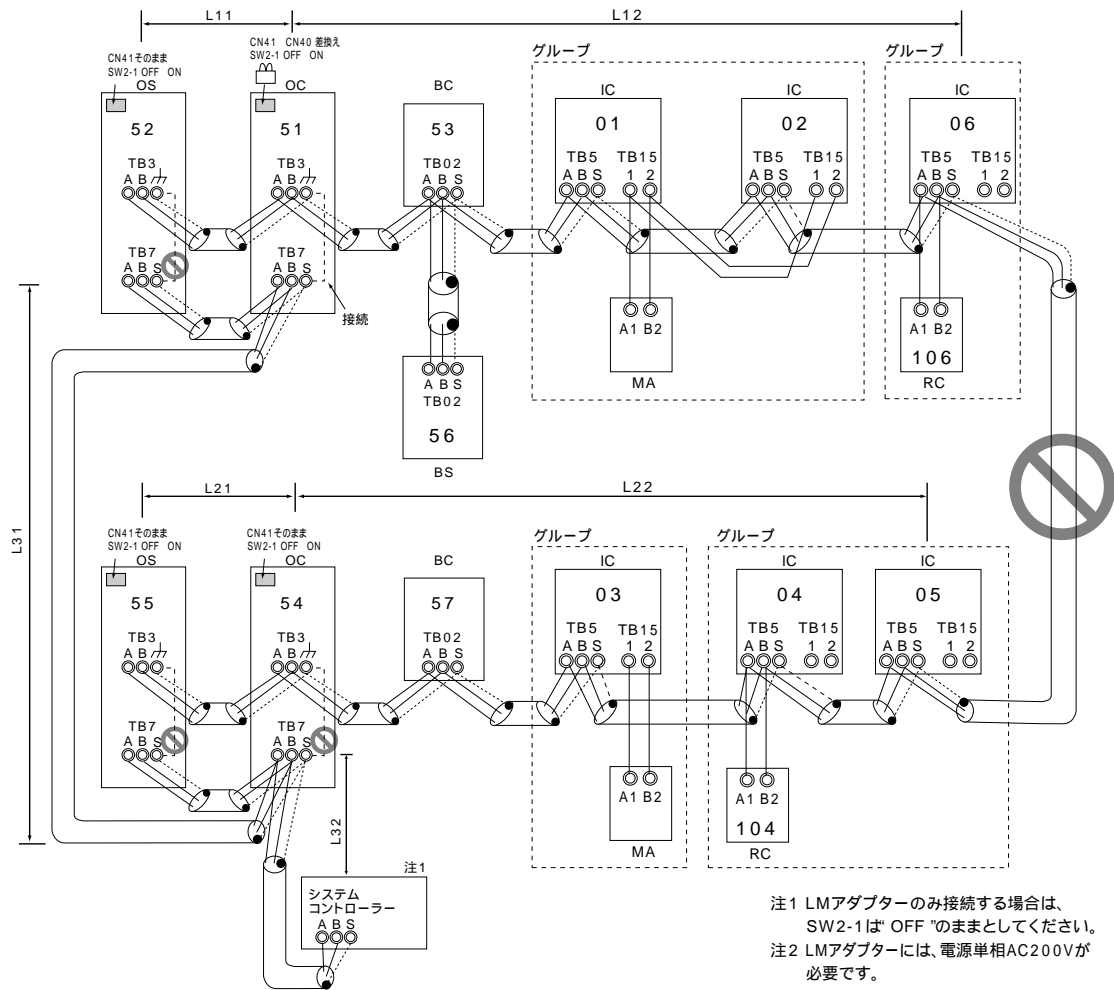 L11
L12
CN41 CN40 差換え
SW2-1 OFF ON
CN41そのまま
SW2-1 OFF ON
OS
OC
BC
グループ
グループ
IC
IC
IC
52
51
53
01
02
06
TB3
TB3
TB02
TB5 TB15
TB5 TB15
TB5 TB15
A B
A B
A B S
A B S 1 2
A B S 1 2
A B S 1 2
TB7
TB7
A B S
A B S
接続
A1 B2
MA
A1 B2
106
RC
A B S
TB02
56
BS
L31
L21
L22
CN41そのまま
SW2-1 OFF ON
CN41そのまま
SW2-1 OFF ON
OS
OC
BC
グループ
グループ
IC
IC
IC
55
54
57
03
04
05
TB3
TB3
TB02
TB5 TB15
TB5 TB15
TB5 TB15
A B
A B
A B S
A B S 1 2
A B S 1 2
A B S 1 2
TB7
TB7
A B S
A B S
A1 B2
MA
A1 B2
104
RC
L32
注1
システム
コントローラー
A B S
注1 LMアダプターのみ接続する場合は、
SW2-1は“OFF”のままとしてください。
注2 LMアダプターには、電源単相AC200Vが
必要です。